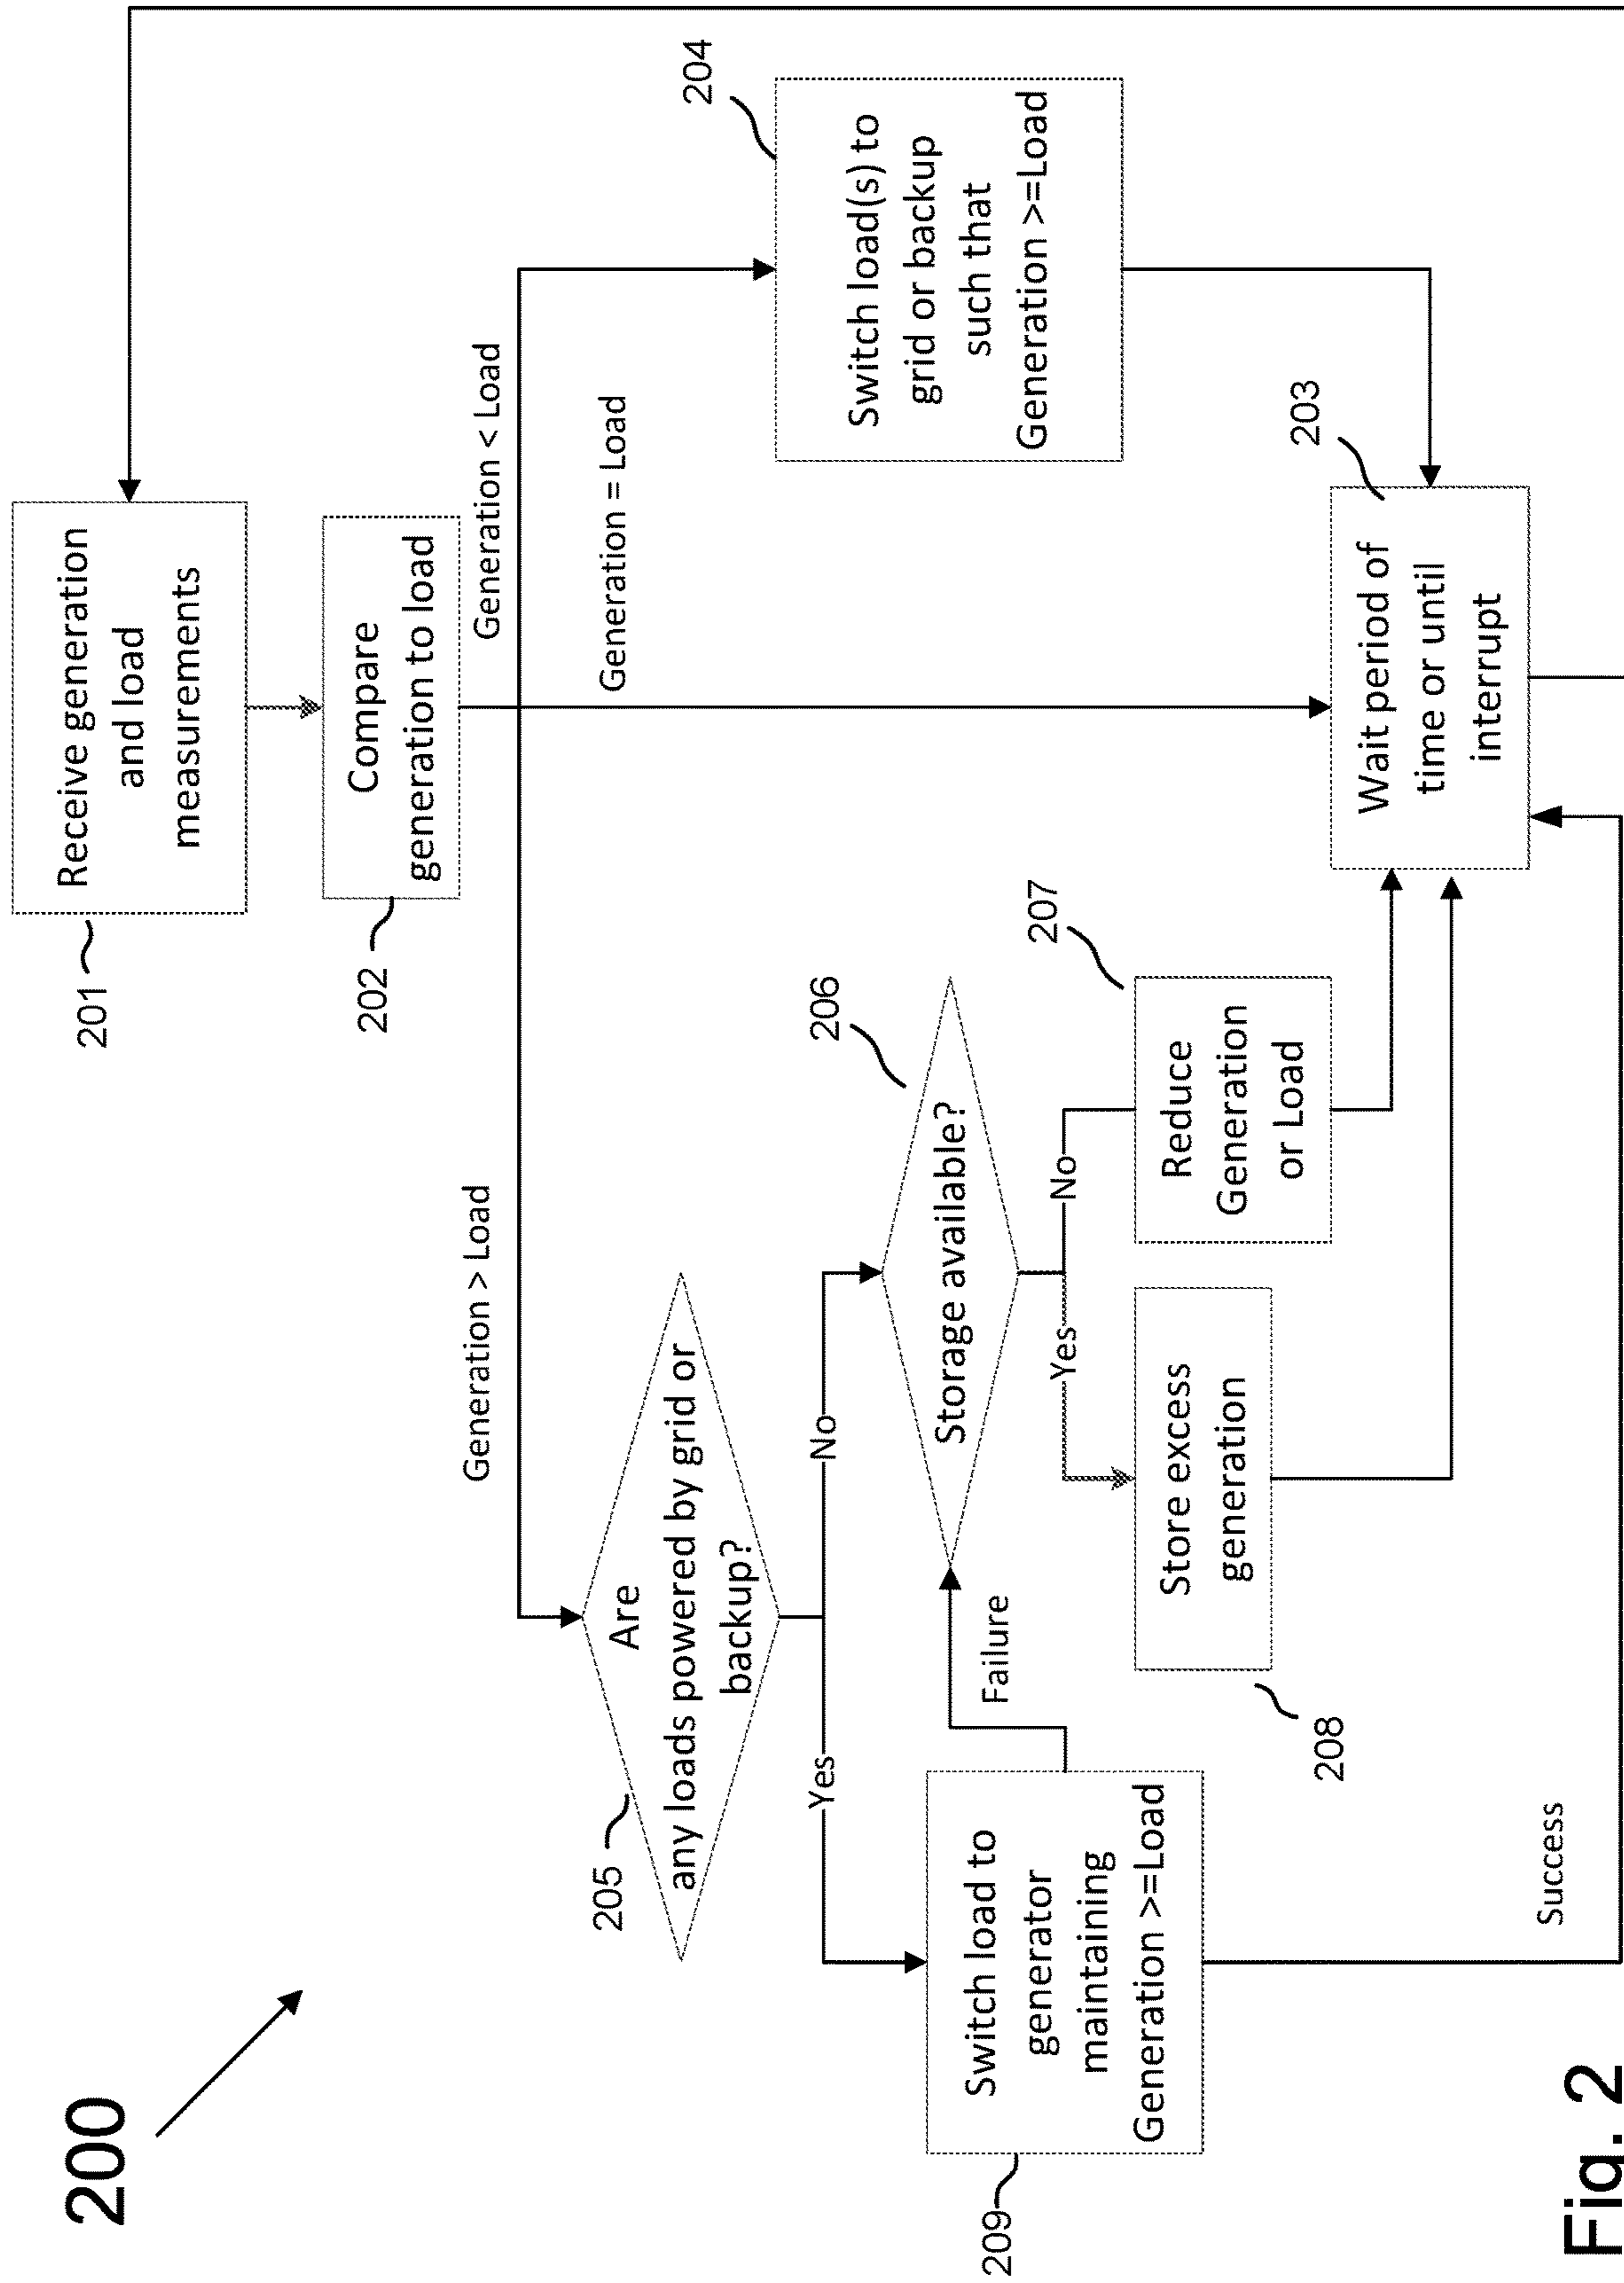 200
Receive generation
and load
measurements
201
Compare
generation to load
202
Generation > Load
Generation < Load
Generation = Load
204
Switch load(s) to
grid or backup
such that
Generation >=Load
205
Are
any loads powered by grid or
backup?
Yes
No
206
Storage available?
209
Switch load to
generator
maintaining
Generation >=Load
Failure
Yes
No
207
Store excess
generation
208
Reduce
Generation
or Load
203
Wait period of
time or until
interrupt
Success
Fig. 2